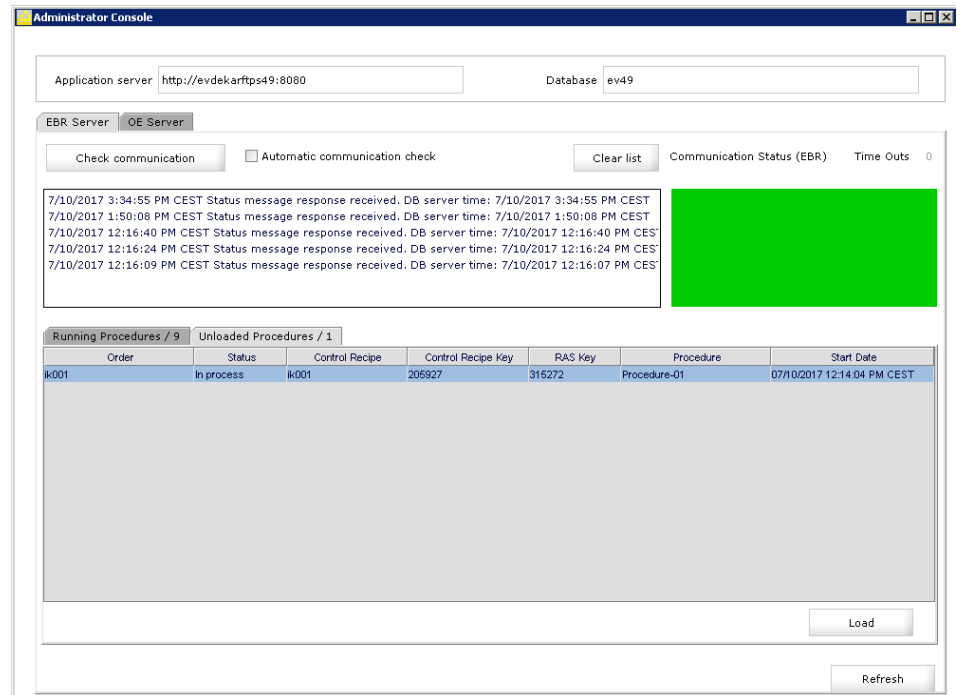 Administrator Console
Application server http://evdekarftps49:8080 Database ev49
EBR Server OE Server
Check communication Automatic communication check Clear list Communication Status (EBR) Time Outs 0
7/10/2017 3:34:55 PM CEST Status message response received. DB server time: 7/10/2017 3:34:55 PM CEST
7/10/2017 1:50:08 PM CEST Status message response received. DB server time: 7/10/2017 1:50:08 PM CEST
7/10/2017 12:16:40 PM CEST Status message response received. DB server time: 7/10/2017 12:16:40 PM CES
7/10/2017 12:16:24 PM CEST Status message response received. DB server time: 7/10/2017 12:16:24 PM CES
7/10/2017 12:16:09 PM CEST Status message response received. DB server time: 7/10/2017 12:16:07 PM CES
Running Procedures / 9 Unloaded Procedures / 1
Order Status Control Recipe Control Recipe Key RAS Key Procedure Start Date
ik001 In process ik001 205927 315272 Procedure-01 07/10/2017 12:14:04 PM CEST
Load
Refresh